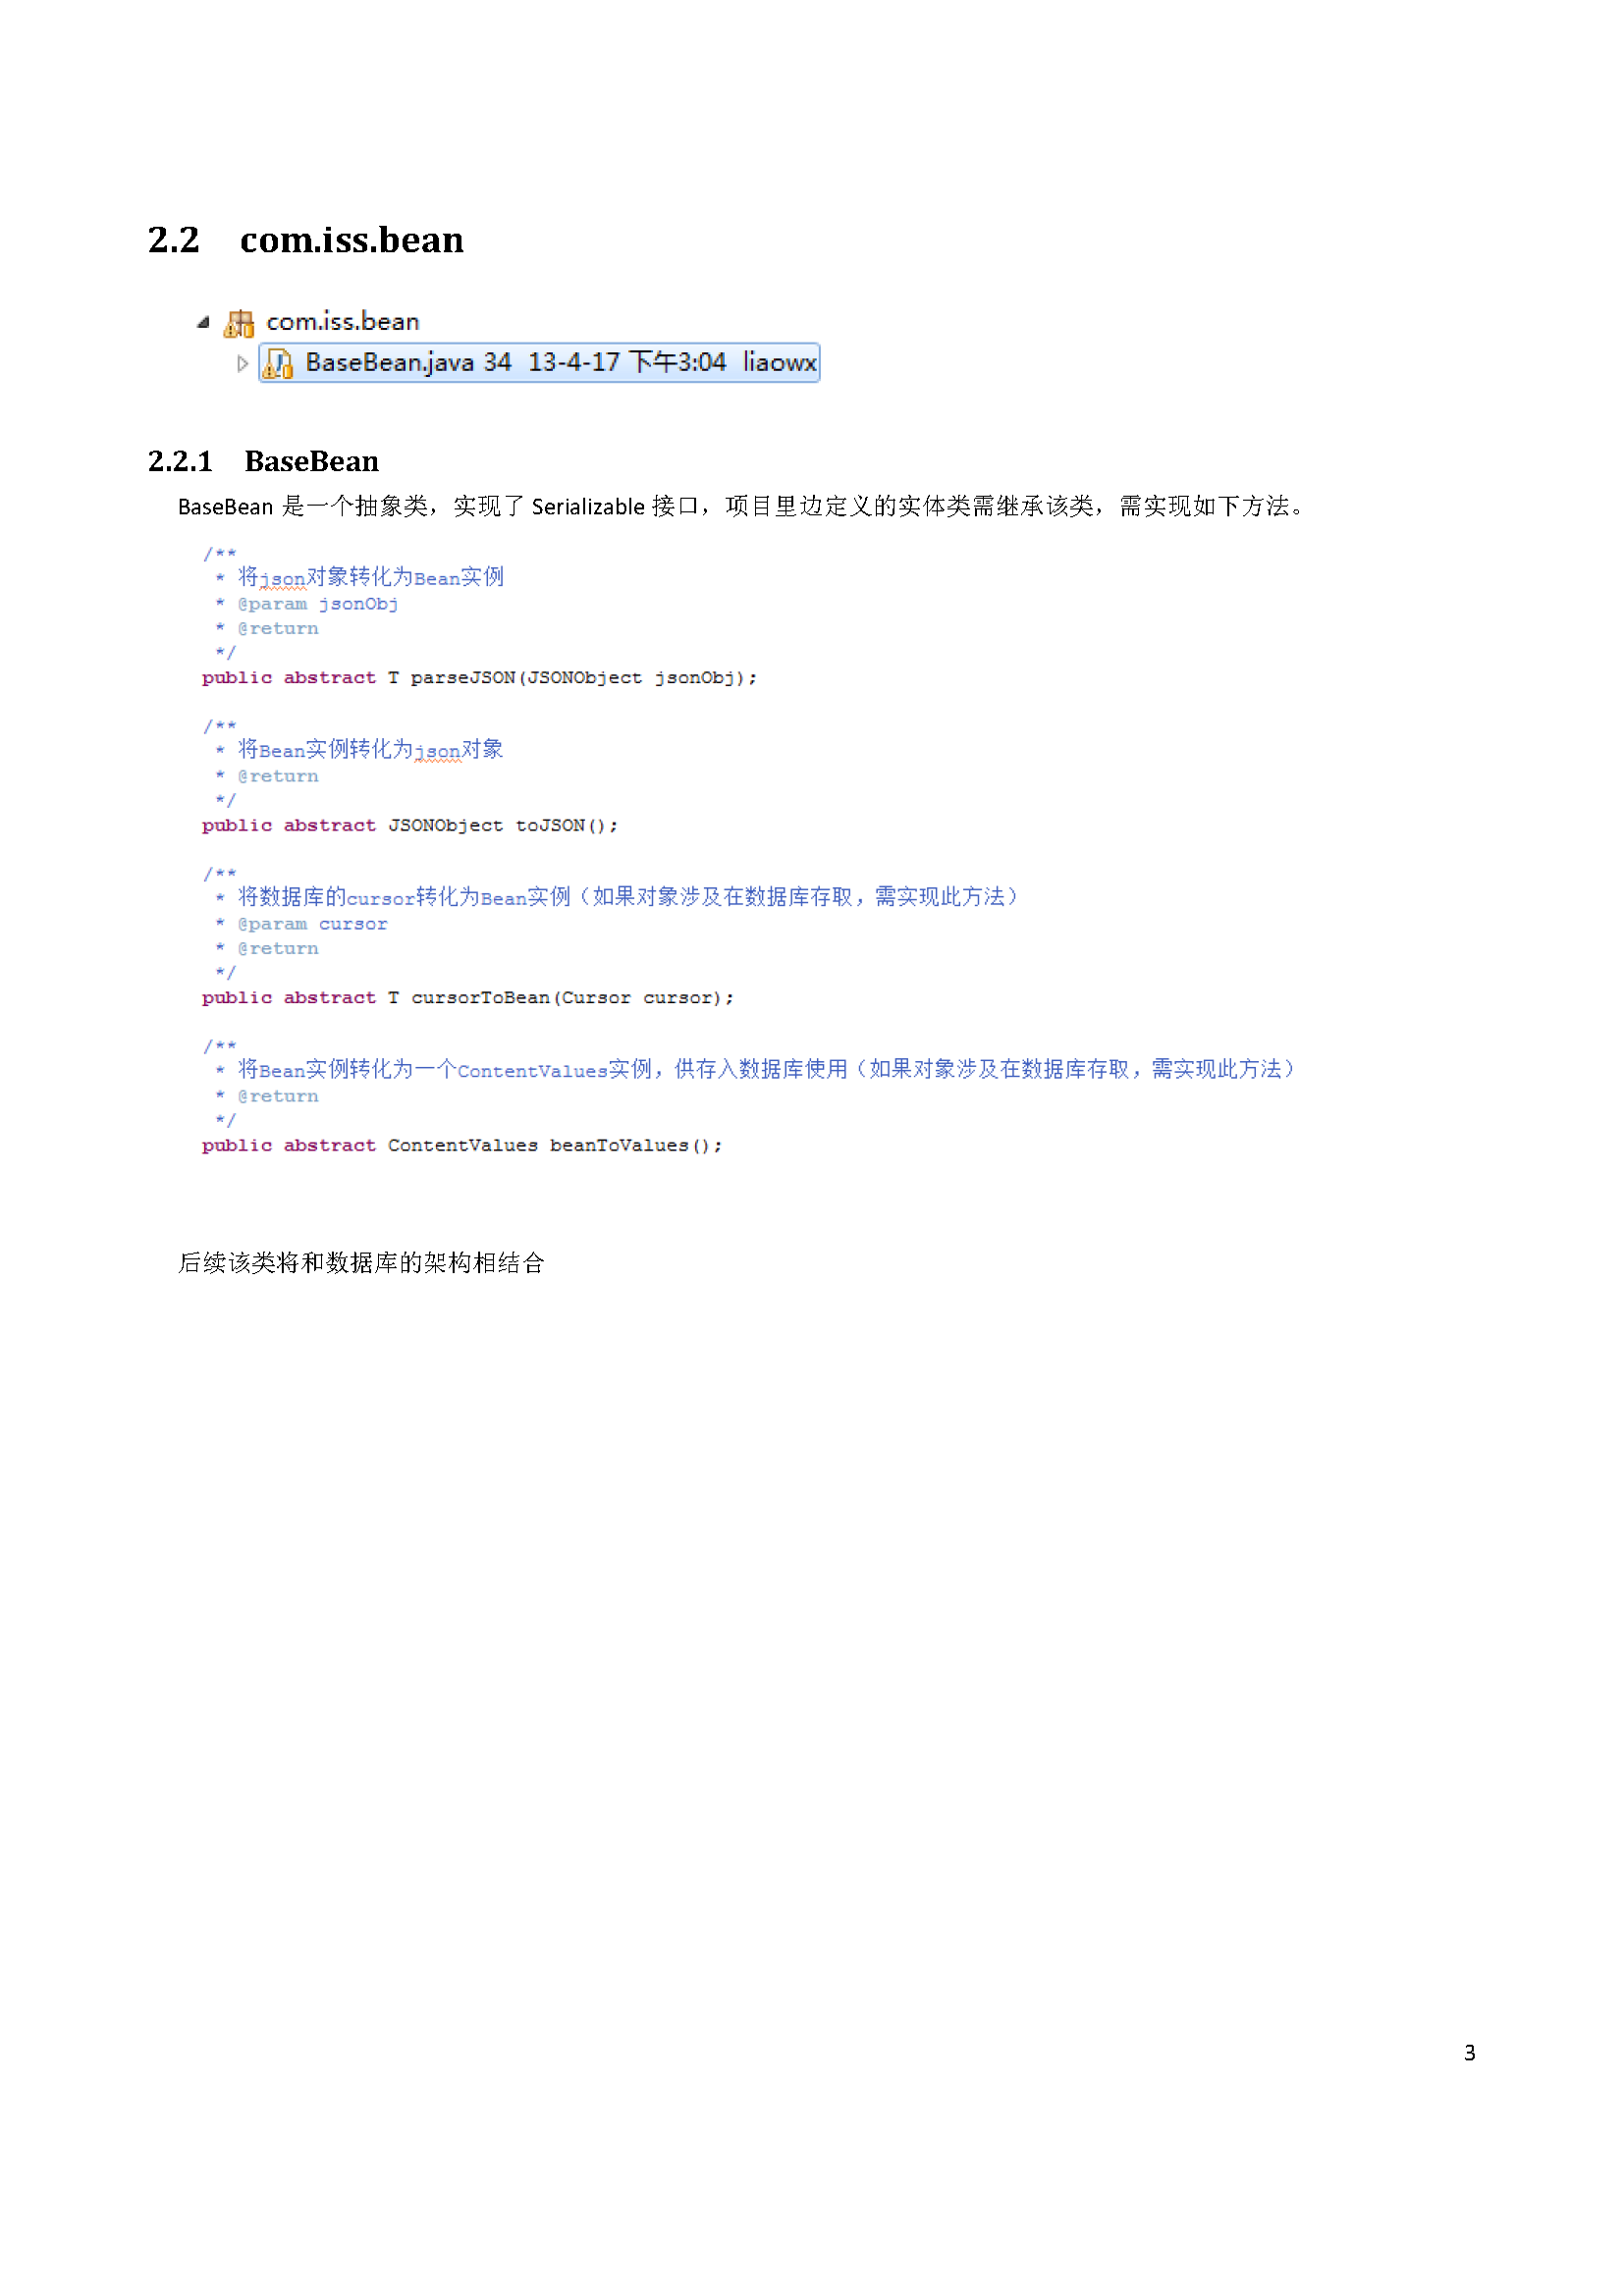 2.2 com.iss.bean
com.iss.bean
BaseBean.java 34 13-4-17 下午3:04 liaowx
2.2.1 BaseBean
BaseBean 是一个抽象类，实现了 Serializable 接口，项目里边定义的实体类需继承该类，需实现如下方法。
/**
* 将json对象转化为Bean实例
* @param jsonObj
* @return
*/
public abstract T parseJSON(JSONObject jsonObj);
/**
* 将Bean实例转化为json对象
* @return
*/
public abstract JSONObject toJSON();
/**
* 将数据库的cursor转化为Bean实例（如果对象涉及在数据库存取，需实现此方法）
* @param cursor
* @return
*/
public abstract T cursorToBean(Cursor cursor);
/**
* 将Bean实例转化为一个ContentValues实例，供存入数据库使用（如果对象涉及在数据库存取，需实现此方法）
* @return
*/
public abstract ContentValues beanToValues();
后续该类将和数据库的架构相结合
3